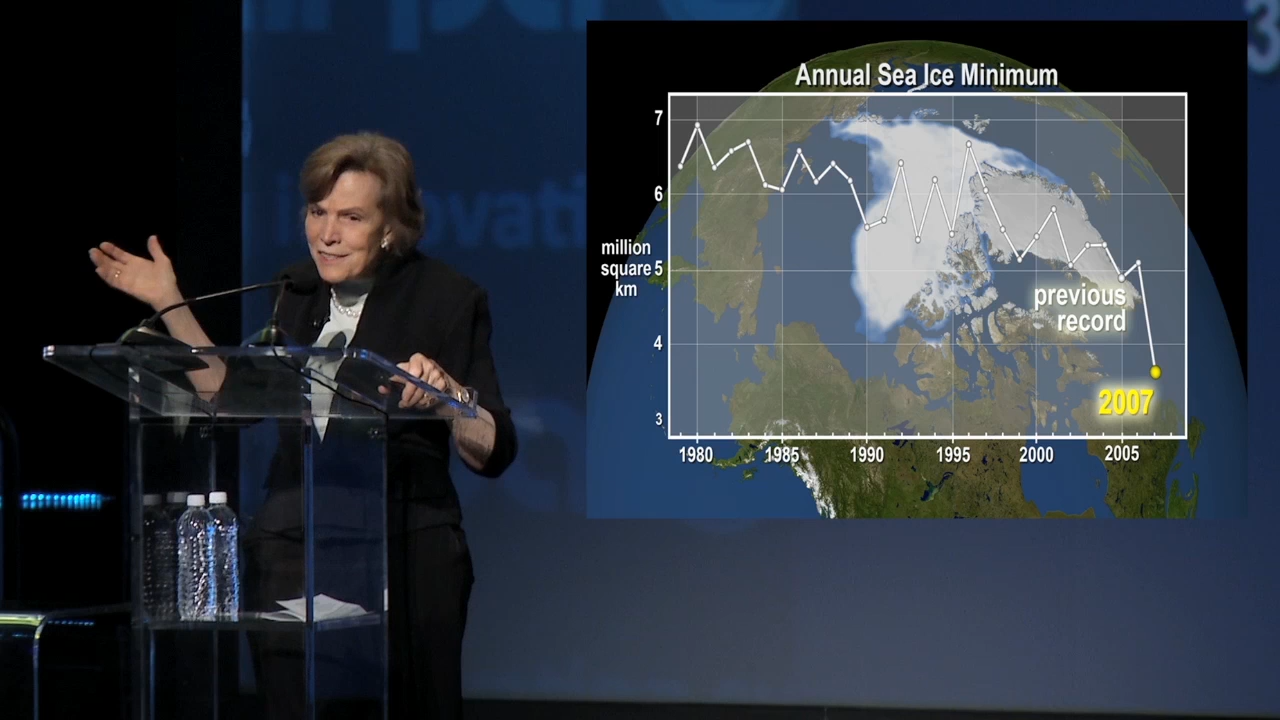 Annual Sea Ice Minimum
7
6
million
square 5
km
previous
record
4
2007
3
1980 1985 1990 1995 2000 2005
3